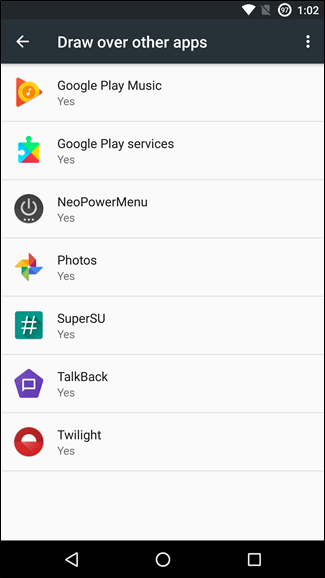 97 1:02
Draw over other apps
Google Play Music
Yes
Google Play services
Yes
NeoPowerMenu
Yes
Photos
Yes
#
SuperSU
Yes
TalkBack
Yes
Twilight
Yes